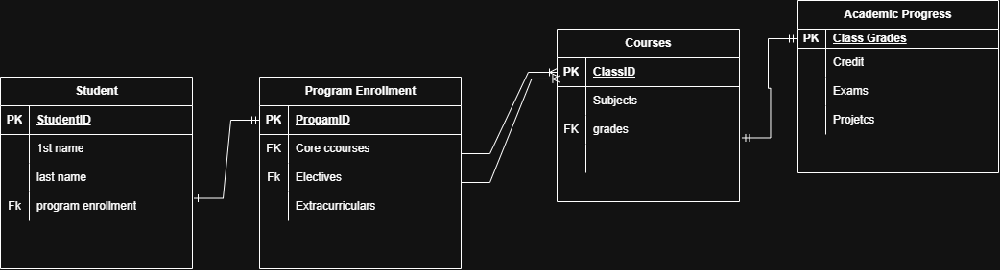 Student
PK StudentID
1st name
last name
Fk program enrollment
Program Enrollment
PK ProgamID
FK Core ccourses
Fk Electives
Extracurriculars
Courses
PK ClassID
Subjects
FK grades
Academic Progress
PK Class Grades
Credit
Exams
Projetcs